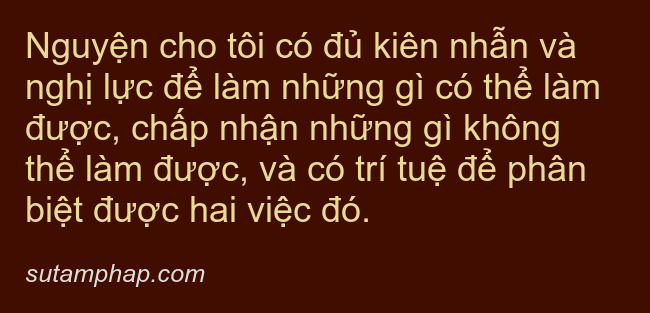 Nguyện cho tôi có đủ kiên nhẫn và
nghị lực để làm những gì có thể làm
được, chấp nhận những gì không
thể làm được, và có trí tuệ để phân
biệt được hai việc đó.
sutamphap.com